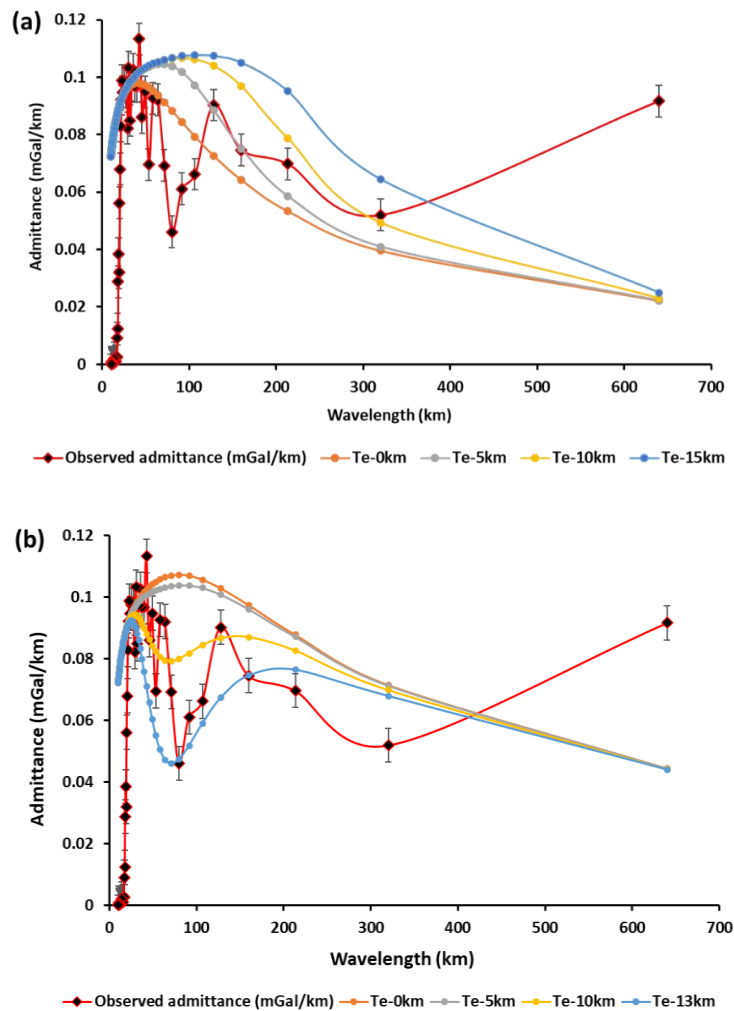 (a)
0.12
0.1
0.08
0.06
0.04
0.02
0
Admittance (mGal/km)
0 100 200 300 400 500 600 700
Wavelength (km)
Observed admittance (mGal/km) Te-0km Te-5km Te-10km Te-15km
(b)
0.12
0.1
0.08
0.06
0.04
0.02
0
Admittance (mGal/km)
0 100 200 300 400 500 600 700
Wavelength (km)
Observed admittance (mGal/km) Te-0km Te-5km Te-10km Te-13km